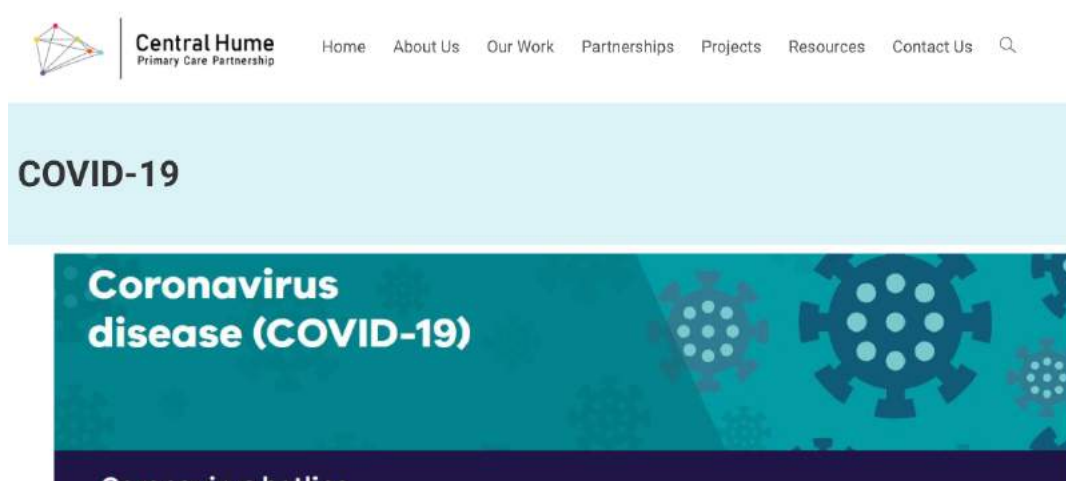 Central Hume
Primary Care Partnership
Home About Us Our Work Partnerships Projects Resources Contact Us
COVID-19
Coronavirus
disease (COVID-19)